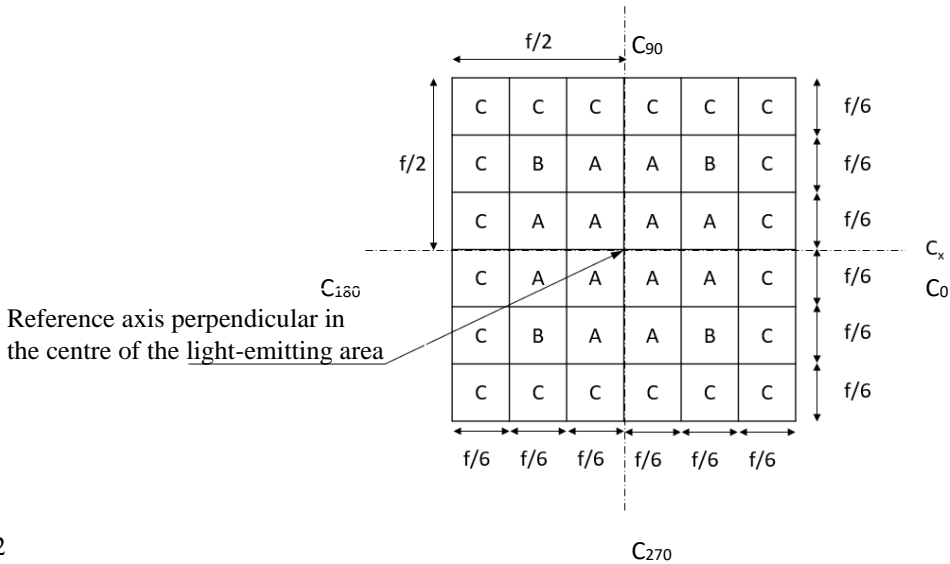 f/2
C90
C C C C C C f/6
f/2
C B A A B C f/6
C A A A A C f/6
Cx
C180
C A A A A C f/6
C0
Reference axis perpendicular in
the centre of the light-emitting area
C B A A B C f/6
C C C C C C f/6
f/6 f/6 f/6 f/6 f/6 f/6
2
C270